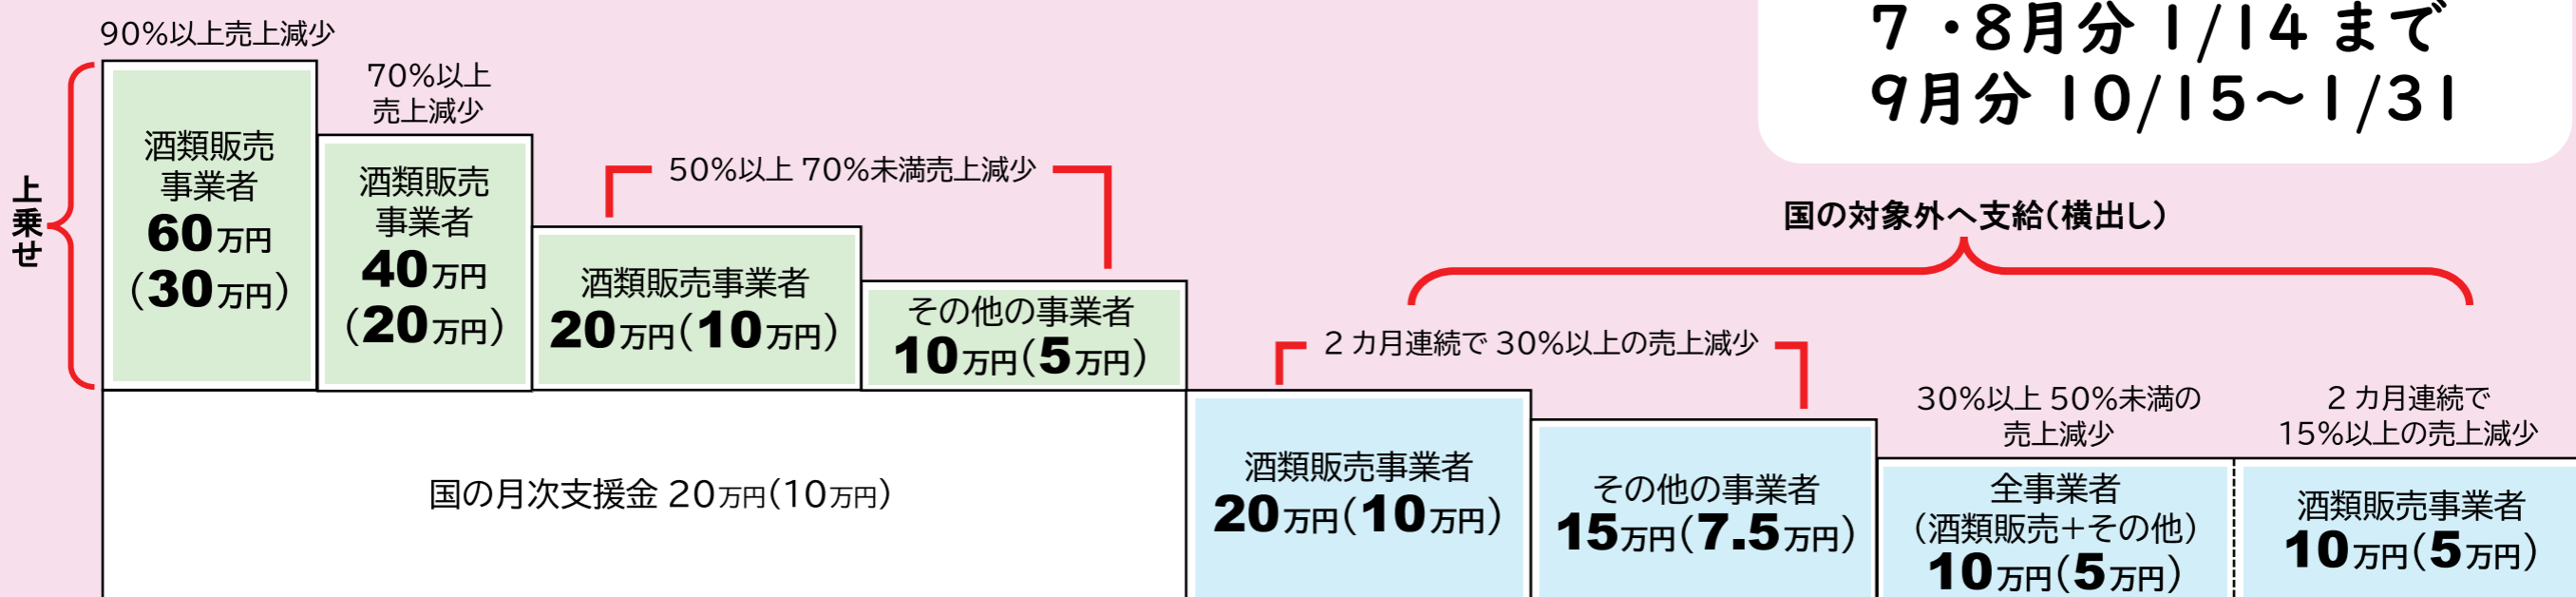 7・8月分 1/14 まで
9月分 10/15～1/31
上乗せ
90%以上売上減少
酒類販売
事業者
60万円
(30万円)
70%以上
売上減少
酒類販売
事業者
40万円
(20万円)
50%以上 70%未満売上減少
酒類販売事業者
20万円(10万円)
その他の事業者
10万円(5万円)
国の月次支援金 20万円(10万円)
国の対象外へ支給(横出し)
2 カ月連続で 30%以上の売上減少
酒類販売事業者
20万円(10万円)
その他の事業者
15万円(7.5万円)
30%以上 50%未満の
売上減少
全事業者
(酒類販売+その他)
10万円(5万円)
2 カ月連続で
15%以上の売上減少
酒類販売事業者
10万円(5万円)